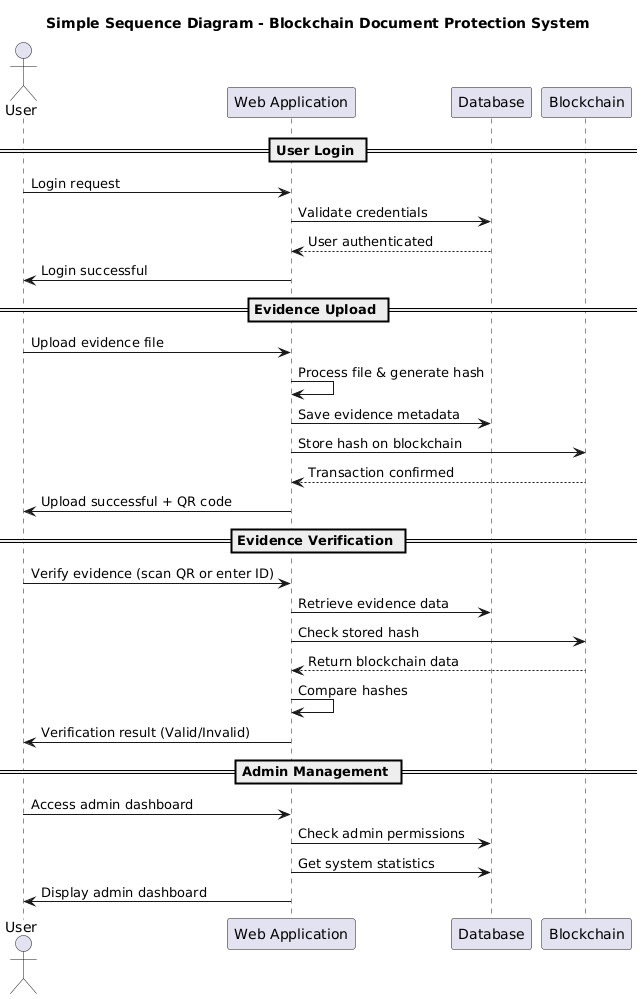 Simple Sequence Diagram - Blockchain Document Protection System
User
Web Application
Database
Blockchain
User Login
Login request
Validate credentials
User authenticated
Login successful
Evidence Upload
Upload evidence file
Process file & generate hash
Save evidence metadata
Store hash on blockchain
Transaction confirmed
Upload successful + QR code
Evidence Verification
Verify evidence (scan QR or enter ID)
Retrieve evidence data
Check stored hash
Return blockchain data
Compare hashes
Verification result (Valid/Invalid)
Admin Management
Access admin dashboard
Check admin permissions
Get system statistics
Display admin dashboard
User
Web Application
Database
Blockchain